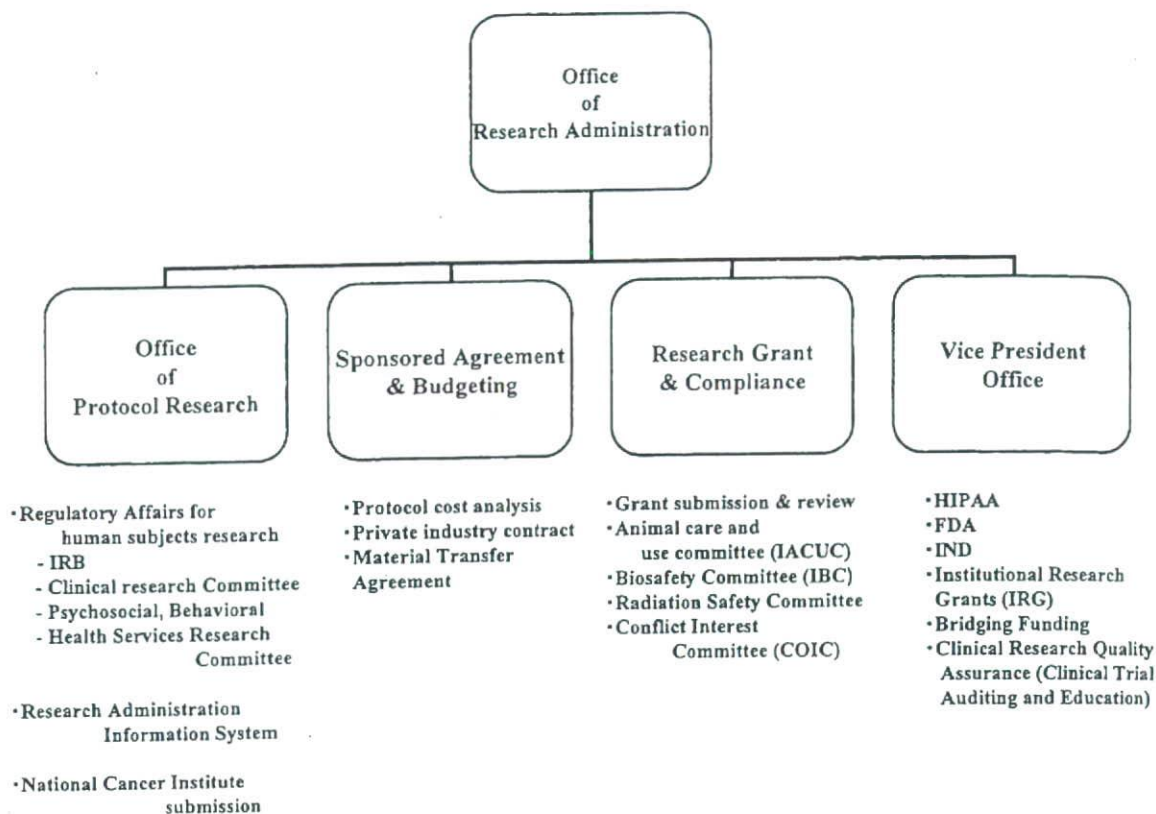 Office
of
Research Administration
Office
of
Protocol Research
Sponsored Agreement
& Budgeting
Research Grant
& Compliance
Vice President
Office
・Regulatory Affairs for
human subjects research
- IRB
- Clinical research Committee
- Psychosocial, Behavioral
- Health Services Research
Committee
・Research Administration
Information System
・National Cancer Institute
submission
・Protocol cost analysis
・Private industry contract
・Material Transfer
Agreement
・Grant submission & review
・Animal care and
use committee (IACUC)
・Biosafety Committee (IBC)
・Radiation Safety Committee
・Conflict Interest
Committee (COIC)
・HIPAA
・FDA
・IND
・Institutional Research
Grants (IRG)
・Bridging Funding
・Clinical Research Quality
Assurance (Clinical Trial
Auditing and Education)